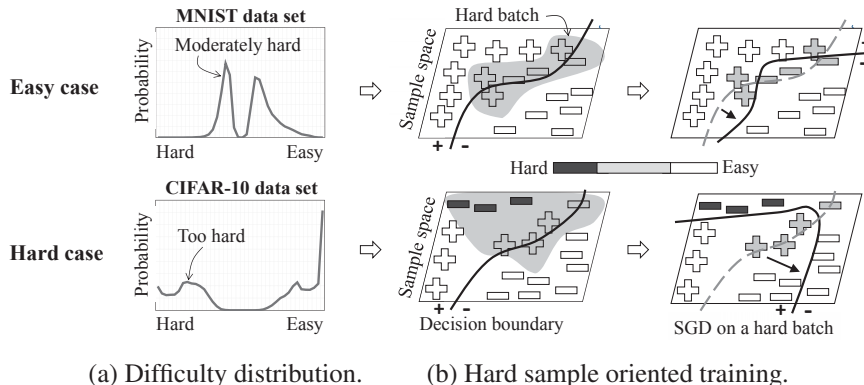 MNIST data set
Hard batch
Moderately hard
Easy case
Probability
Sample space
Hard
Easy
+ -
Hard
Easy
CIFAR-10 data set
Too hard
Hard case
Probability
Sample space
Hard
Easy
+ -
Decision boundary
+ -
SGD on a hard batch
(a) Difficulty distribution.
(b) Hard sample oriented training.